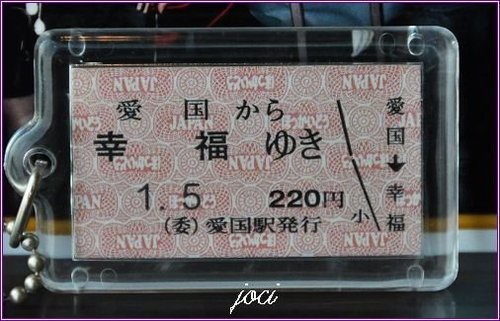 愛国から
幸福ゆき
1.5 220円
(委)愛国駅発行
小
愛国➔幸福
JAPAN
joci